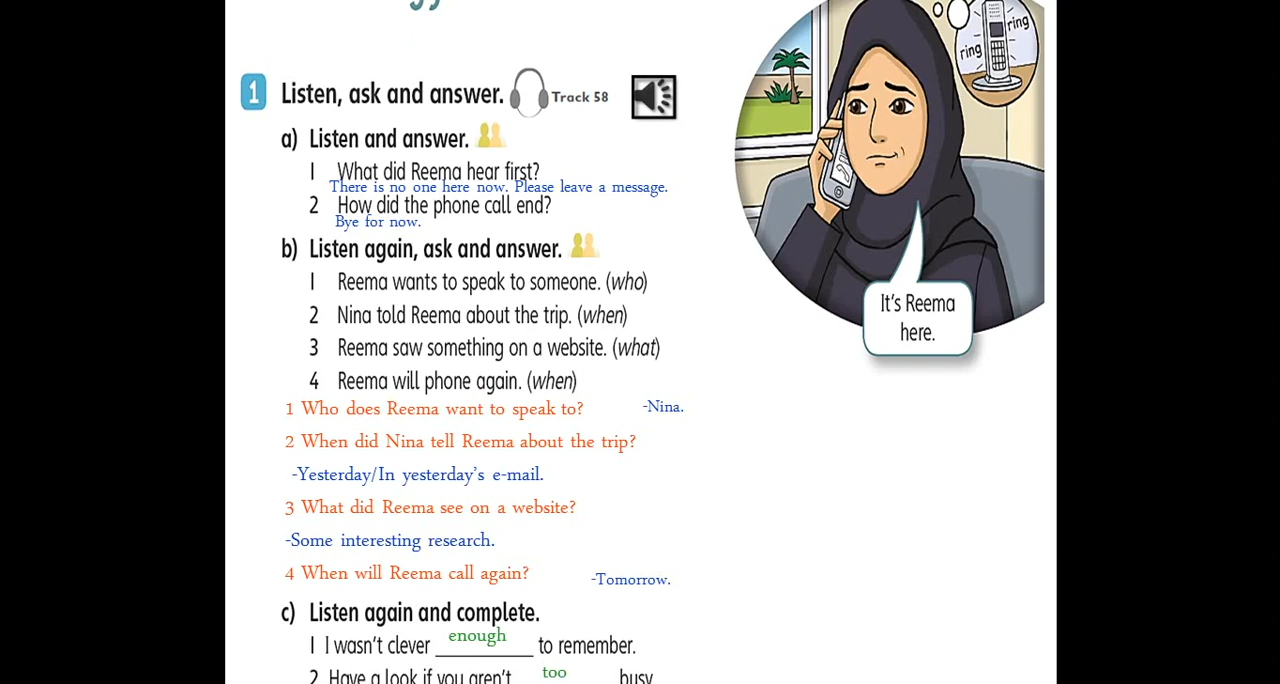 1 Listen, ask and answer. Track 58
a) Listen and answer.
1 What did Reema hear first?
There is no one here now. Please leave a message.
2 How did the phone call end?
Bye for now.
b) Listen again, ask and answer.
1 Reema wants to speak to someone. (who)
2 Nina told Reema about the trip. (when)
3 Reema saw something on a website. (what)
4 Reema will phone again. (when)
1 Who does Reema want to speak to? -Nina.
2 When did Nina tell Reema about the trip?
-Yesterday/In yesterday's e-mail.
3 What did Reema see on a website?
-Some interesting research.
4 When will Reema call again? -Tomorrow.
c) Listen again and complete.
1 I wasn't clever enough to remember.
2 Have a look if you aren't too busy
ring
ring
It's Reema
here.